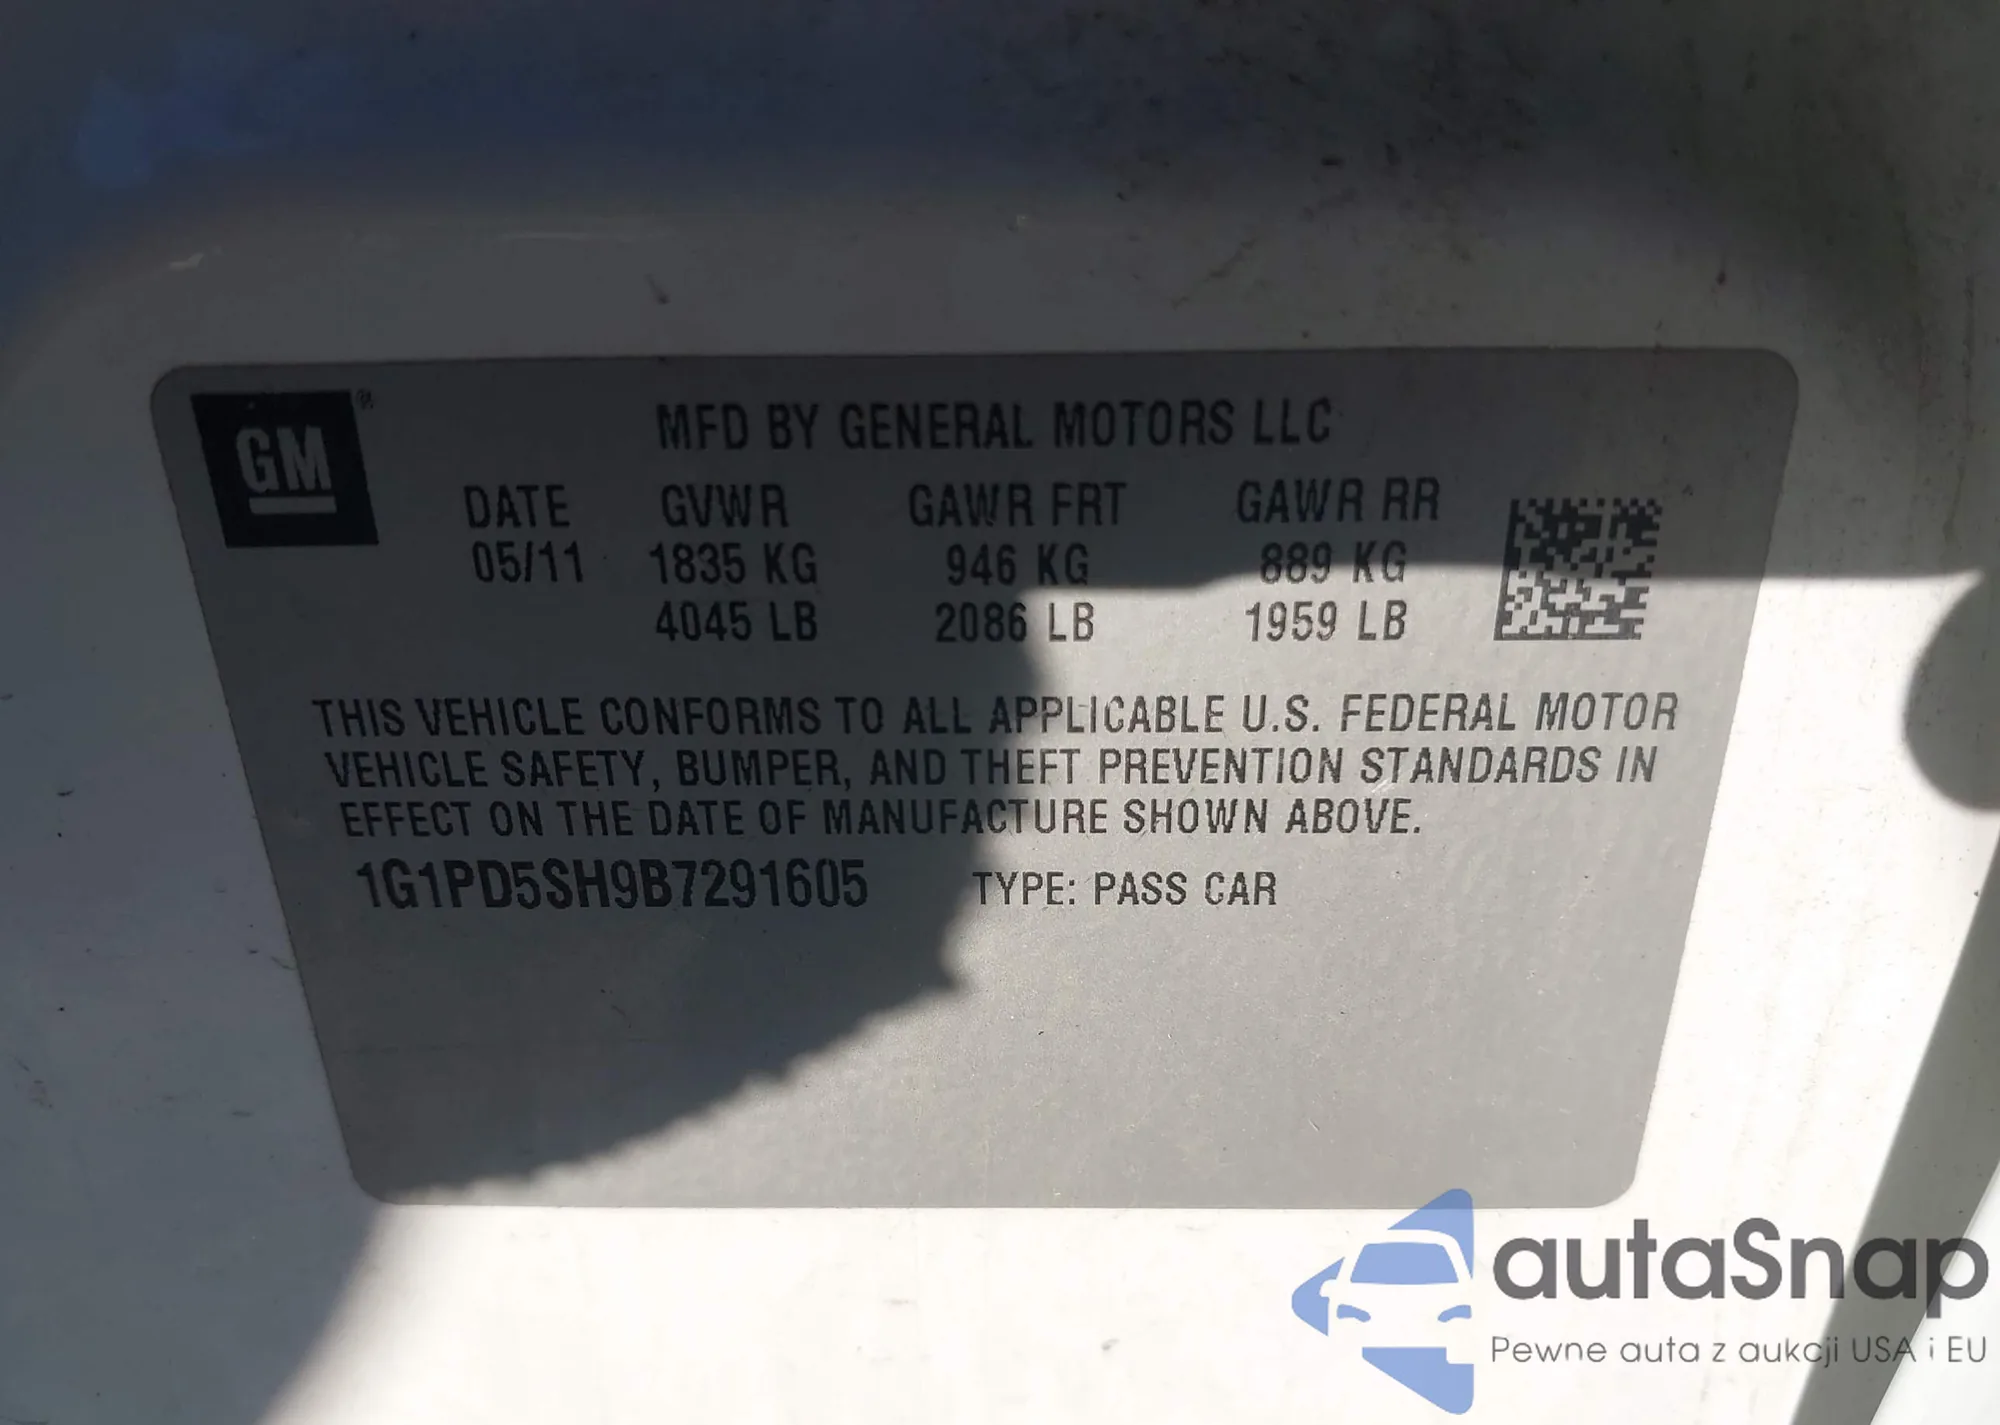 GM ®
MFD BY GENERAL MOTORS LLC
DATE GVWR GAWR FRT GAWR RR
05/11 1835 KG 946 KG 889 KG
4045 LB 2086 LB 1959 LB
THIS VEHICLE CONFORMS TO ALL APPLICABLE U.S. FEDERAL MOTOR
VEHICLE SAFETY, BUMPER, AND THEFT PREVENTION STANDARDS IN
EFFECT ON THE DATE OF MANUFACTURE SHOWN ABOVE.
1G1PD5SH9B7291605 TYPE: PASS CAR
autaSnap
Pewne auta z aukcji USA i EU